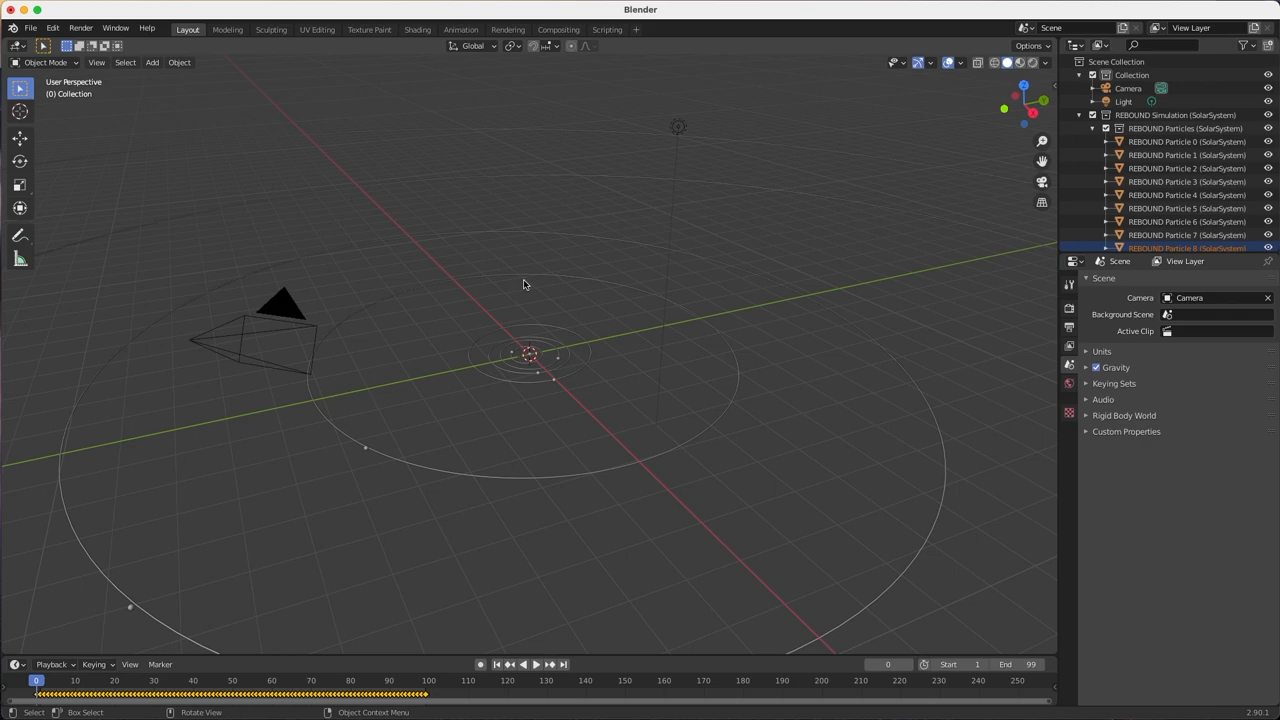 Blender
File Edit Render Window Help Layout Modeling Sculpting UV Editing Texture Paint Shading Animation Rendering Compositing Scripting + Scene View Layer
Global Options
Object Mode View Select Add Object
User Perspective
(0) Collection
Scene Collection
Collection
Camera
Light
REBOUND Simulation (SolarSystem)
REBOUND Particles (SolarSystem)
REBOUND Particle 0 (SolarSystem)
REBOUND Particle 1 (SolarSystem)
REBOUND Particle 2 (SolarSystem)
REBOUND Particle 3 (SolarSystem)
REBOUND Particle 4 (SolarSystem)
REBOUND Particle 5 (SolarSystem)
REBOUND Particle 6 (SolarSystem)
REBOUND Particle 7 (SolarSystem)
REBOUND Particle 8 (SolarSystem)
Z
Y
X
Scene View Layer
Scene
Camera Camera
Background Scene
Active Clip
Units
Gravity
Keying Sets
Audio
Rigid Body World
Custom Properties
Playback Keying View Marker 0 Start 1 End 99
0 10 20 30 40 50 60 70 80 90 100 110 120 130 140 150 160 170 180 190 200 210 220 230 240 250
Select Box Select Rotate View Object Context Menu 2.90.1